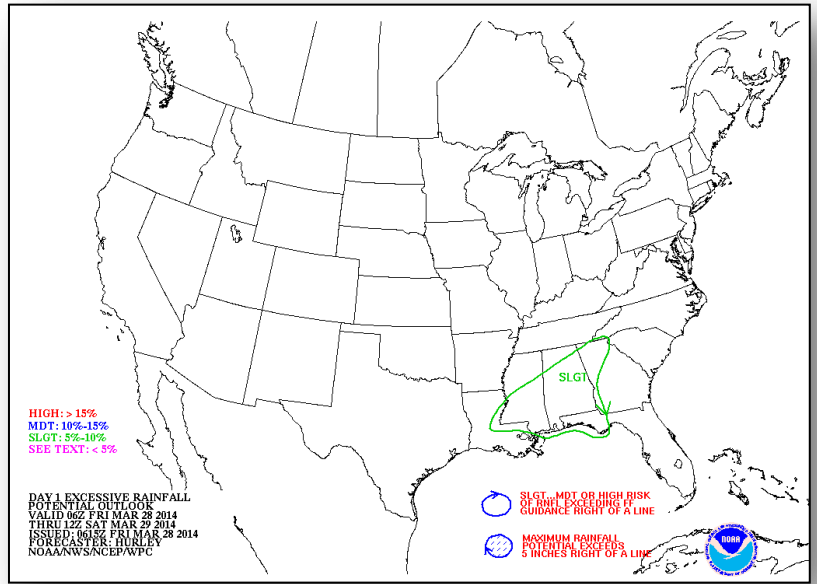 SLGT
HIGH: > 15%
MDT: 10%-15%
SLGT: 5%-10%
SEE TEXT: < 5%
DAY 1 EXCESSIVE RAINFALL
POTENTIAL OUTLOOK
VALID 06Z FRI MAR 28 2014
THRU 12Z SAT MAR 29 2014
ISSUED: 0615Z FRI MAR 28 2014
FORECASTER: HURLEY
NOAA/NWS/NCEP/WPC
SLGT...MDT OR HIGH RISK
OF RNFL EXCEEDING FF
GUIDANCE RIGHT OF A LINE
MAXIMUM RAINFALL
POTENTIAL EXCEEDS
5 INCHES RIGHT OF A LINE
NOAA